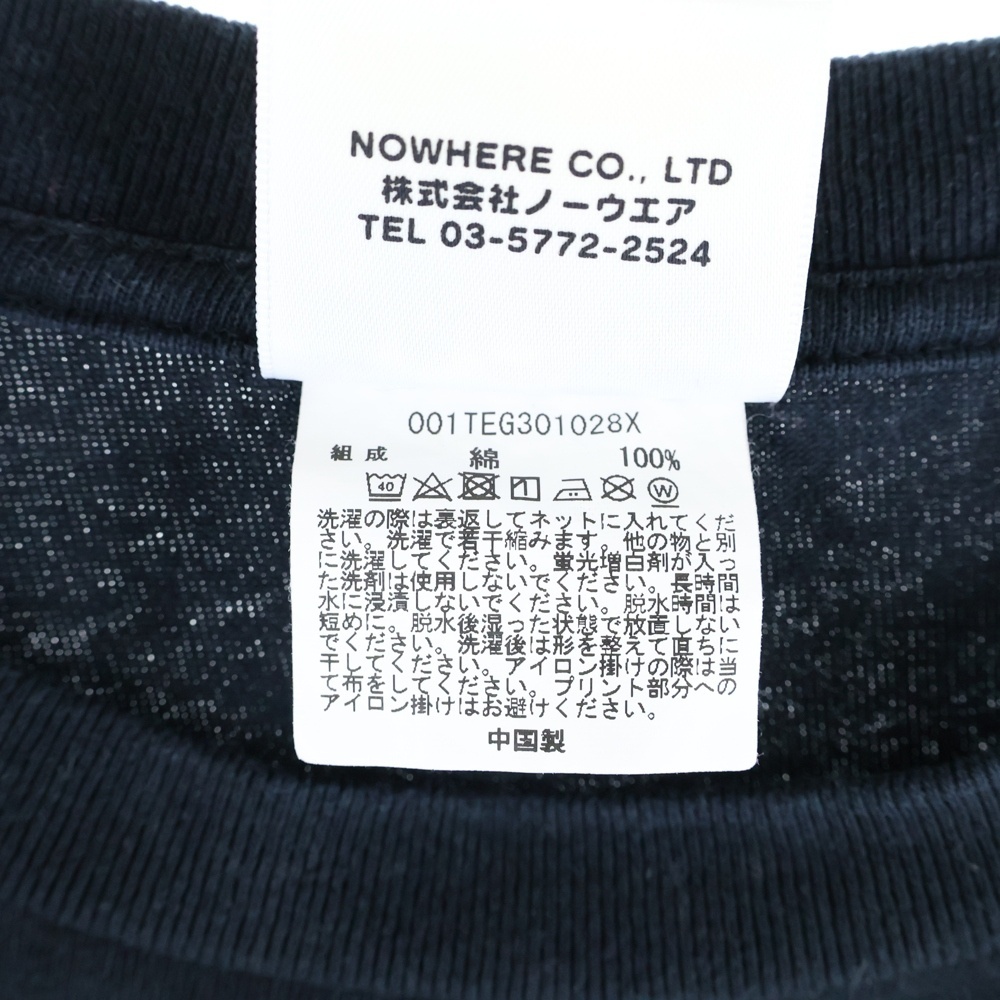 NOWHERE CO., LTD
株式会社ノーウエア
TEL 03-5772-2524
001TEG301028X
組成 綿 100%
40 W
洗濯の際は裏返してネットに入れてくだ
さい。洗濯で若干縮みます。他の物と別
に洗濯してください。蛍光増白剤が入っ
た洗剤は使用しないでください。長時間
水に浸漬しないでください。脱水時間は
短めに。脱水後湿った状態で放置しない
でください。洗濯後は形を整えて直ちに
干してください。アイロン掛けの際は当
て布をしてください。プリント部分への
アイロン掛けはお避けください。
中国製